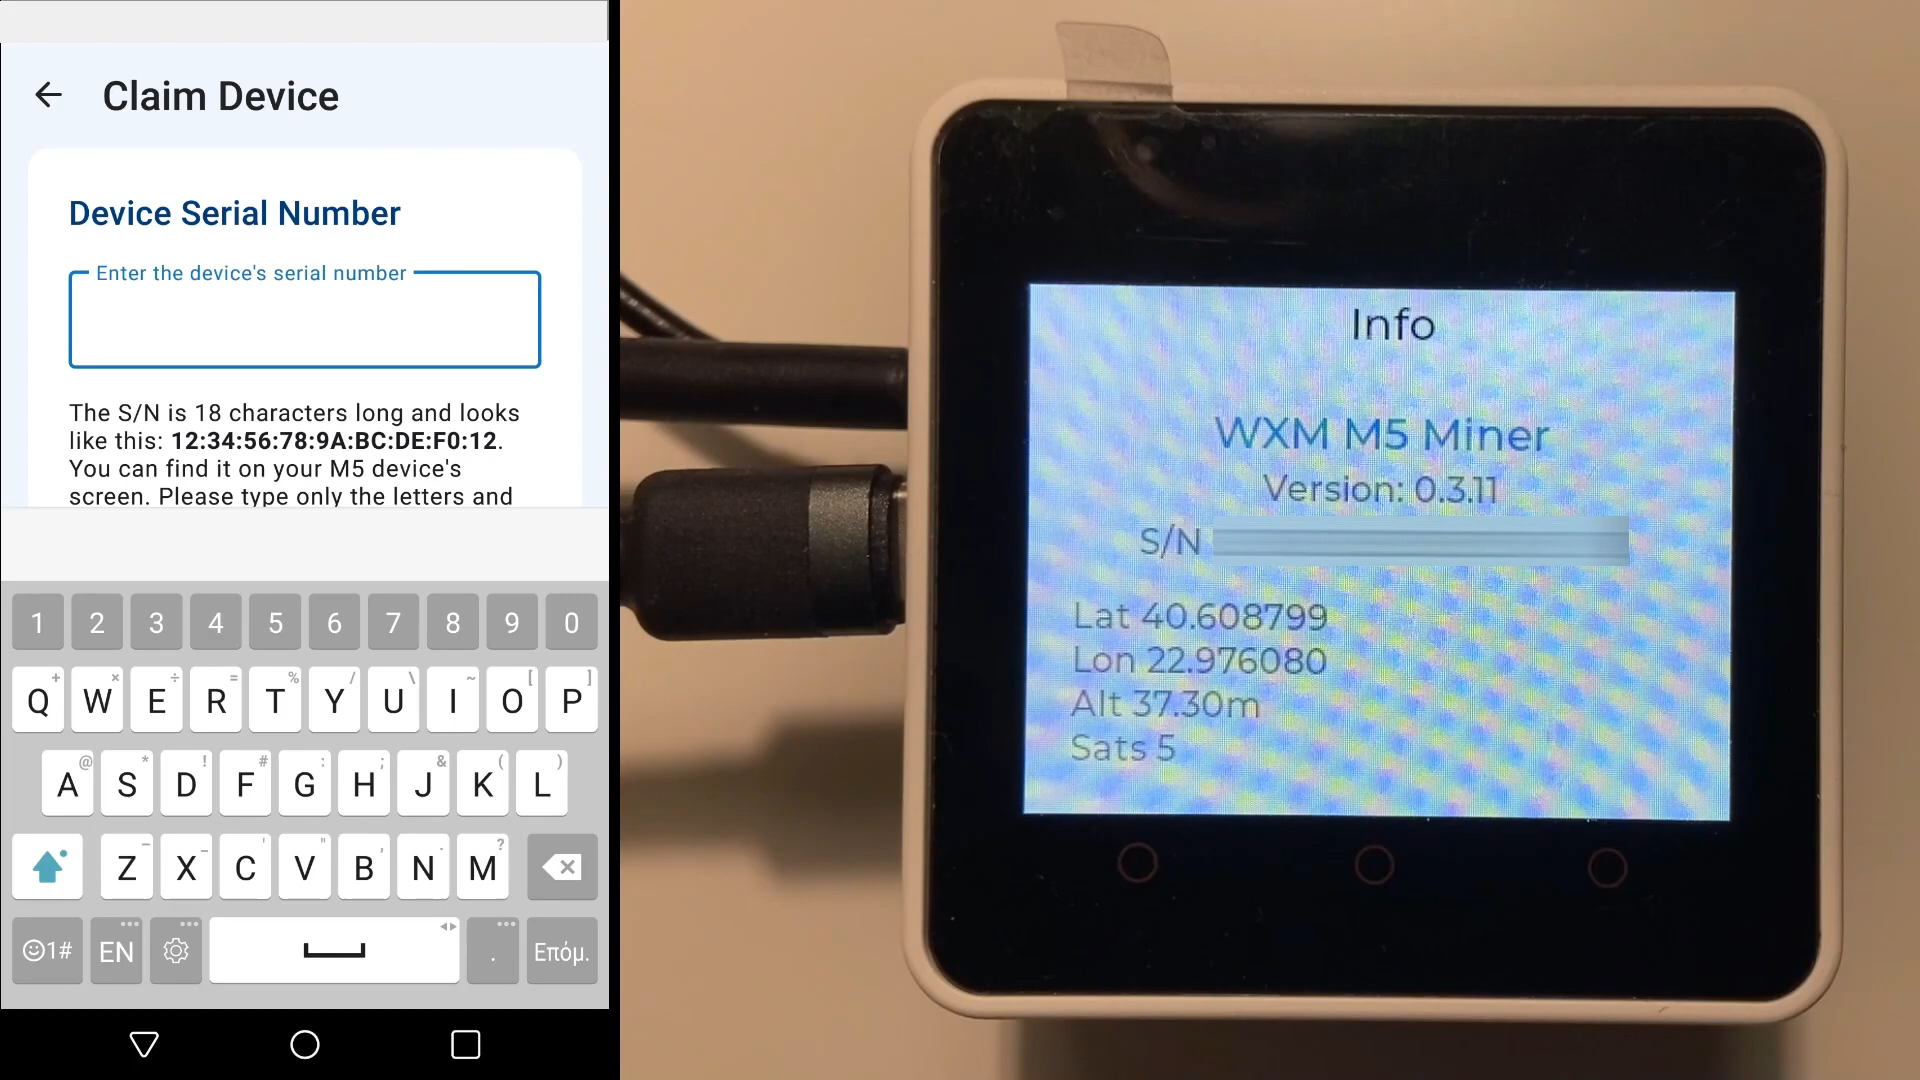 Claim Device
Device Serial Number
Enter the device's serial number
The S/N is 18 characters long and looks
like this: 12:34:56:78:9A:BC:DE:F0:12.
You can find it on your M5 device's
screen. Please type only the letters and
1 2 3 4 5 6 7 8 9 0
Q W E R T Y U I O P
A S D F G H J K L
Z X C V B N M
1# EN . Επόμ.
Info
WXM M5 Miner
Version: 0.3.11
S/N
Lat 40.608799
Lon 22.976080
Alt 37.30m
Sats 5